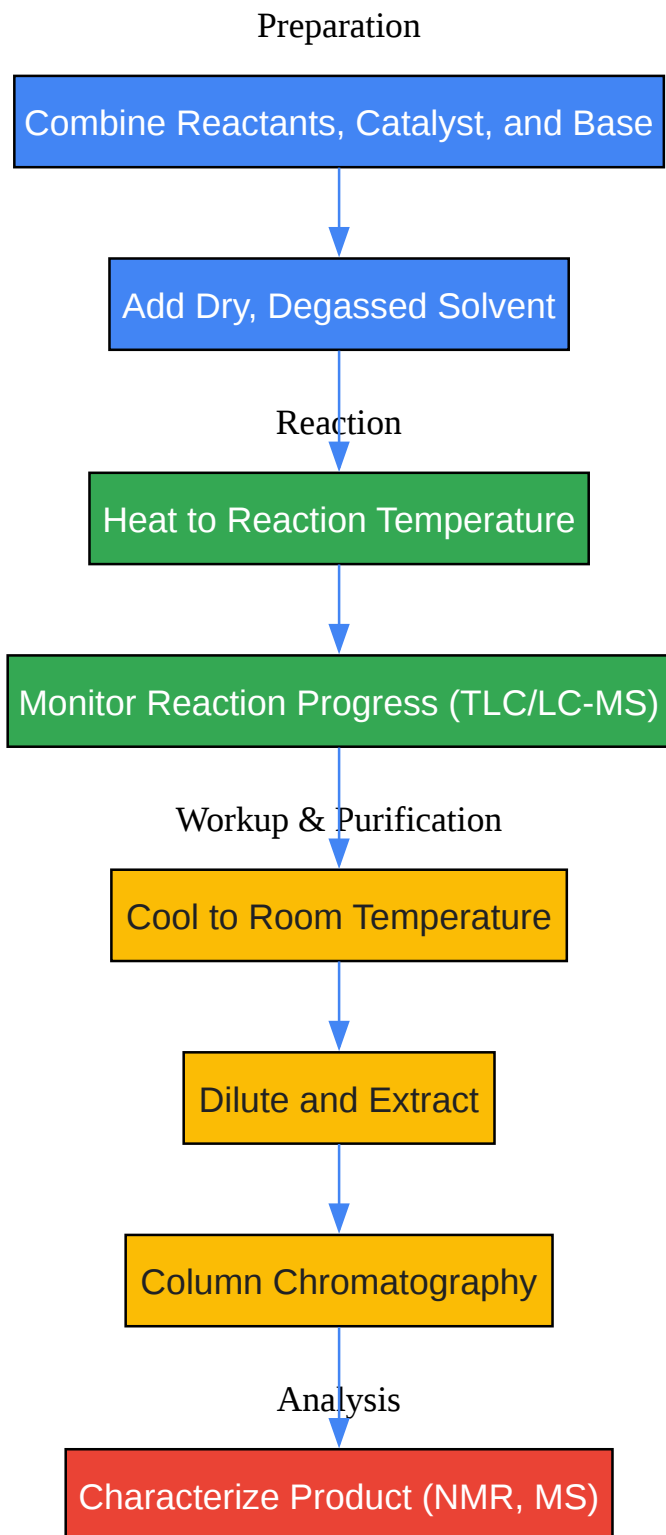 Preparation
Combine Reactants, Catalyst, and Base
Add Dry, Degassed Solvent
Reaction
Heat to Reaction Temperature
Monitor Reaction Progress (TLC/LC-MS)
Workup & Purification
Cool to Room Temperature
Dilute and Extract
Column Chromatography
Analysis
Characterize Product (NMR, MS)